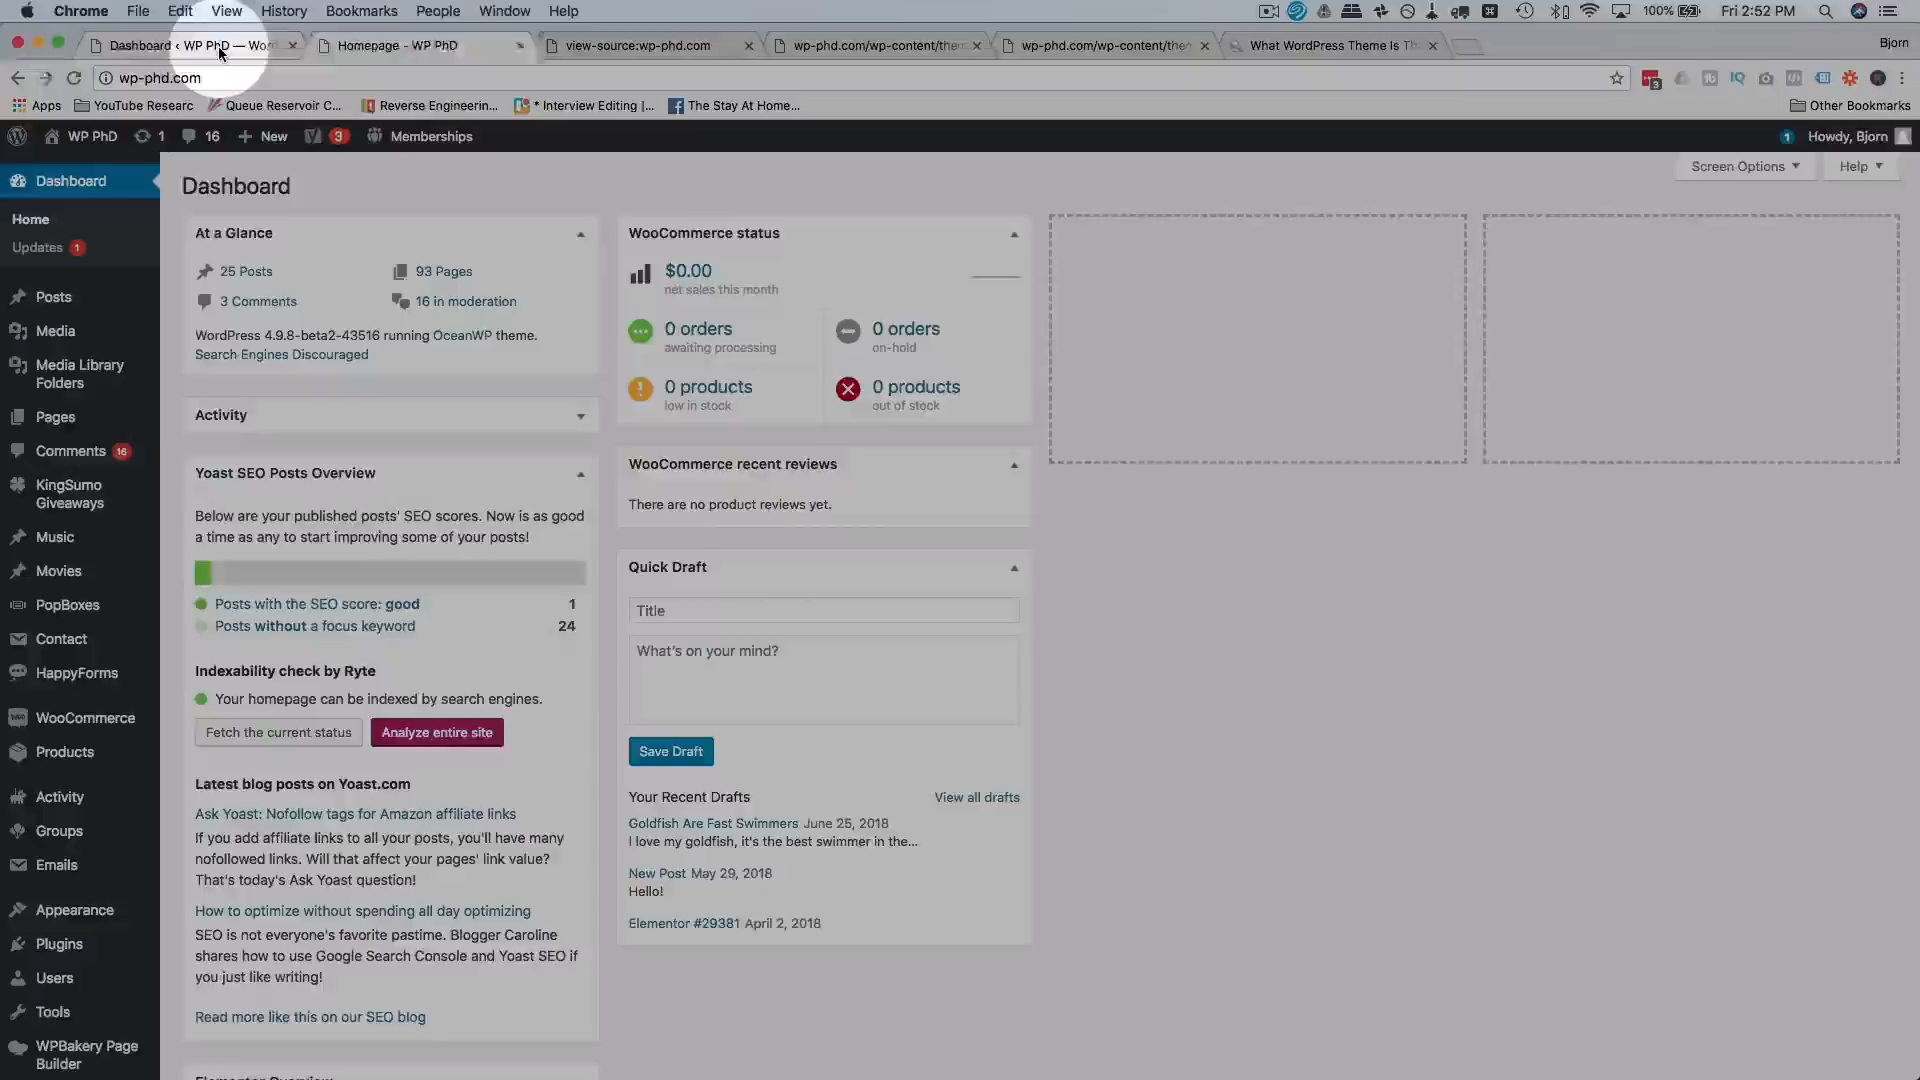 Chrome File Edit View History Bookmarks People Window Help 100% Fri 2:52 PM
Dashboard ‹ WP PhD — Wor Homepage - WP PhD view-source:wp-phd.com wp-phd.com/wp-content/them wp-phd.com/wp-content/then What WordPress Theme Is Th Bjorn
wp-phd.com 3
Apps YouTube Researc Queue Reservoir C... Reverse Engineerin... * Interview Editing |... The Stay At Home... Other Bookmarks
WP PhD 1 16 New 3 Memberships 1 Howdy, Bjorn
Screen Options Help
Dashboard
Home
Updates 1
Posts
Media
Media Library
Folders
Pages
Comments 16
KingSumo
Giveaways
Music
Movies
PopBoxes
Contact
HappyForms
WooCommerce
Products
Activity
Groups
Emails
Appearance
Plugins
Users
Tools
WPBakery Page
Builder
Dashboard
At a Glance
25 Posts 93 Pages
3 Comments 16 in moderation
WordPress 4.9.8-beta2-43516 running OceanWP theme.
Search Engines Discouraged
Activity
Yoast SEO Posts Overview
Below are your published posts' SEO scores. Now is as good
a time as any to start improving some of your posts!
Posts with the SEO score: good 1
Posts without a focus keyword 24
Indexability check by Ryte
Your homepage can be indexed by search engines.
Fetch the current status Analyze entire site
Latest blog posts on Yoast.com
Ask Yoast: Nofollow tags for Amazon affiliate links
If you add affiliate links to all your posts, you'll have many
nofollowed links. Will that affect your pages' link value?
That's today's Ask Yoast question!
How to optimize without spending all day optimizing
SEO is not everyone's favorite pastime. Blogger Caroline
shares how to use Google Search Console and Yoast SEO if
you just like writing!
Read more like this on our SEO blog
Elementor Overview
WooCommerce status
$0.00
net sales this month
0 orders 0 orders
awaiting processing on-hold
0 products 0 products
low in stock out of stock
WooCommerce recent reviews
There are no product reviews yet.
Quick Draft
Title
What's on your mind?
Save Draft
Your Recent Drafts View all drafts
Goldfish Are Fast Swimmers June 25, 2018
I love my goldfish, it's the best swimmer in the...
New Post May 29, 2018
Hello!
Elementor #29381 April 2, 2018